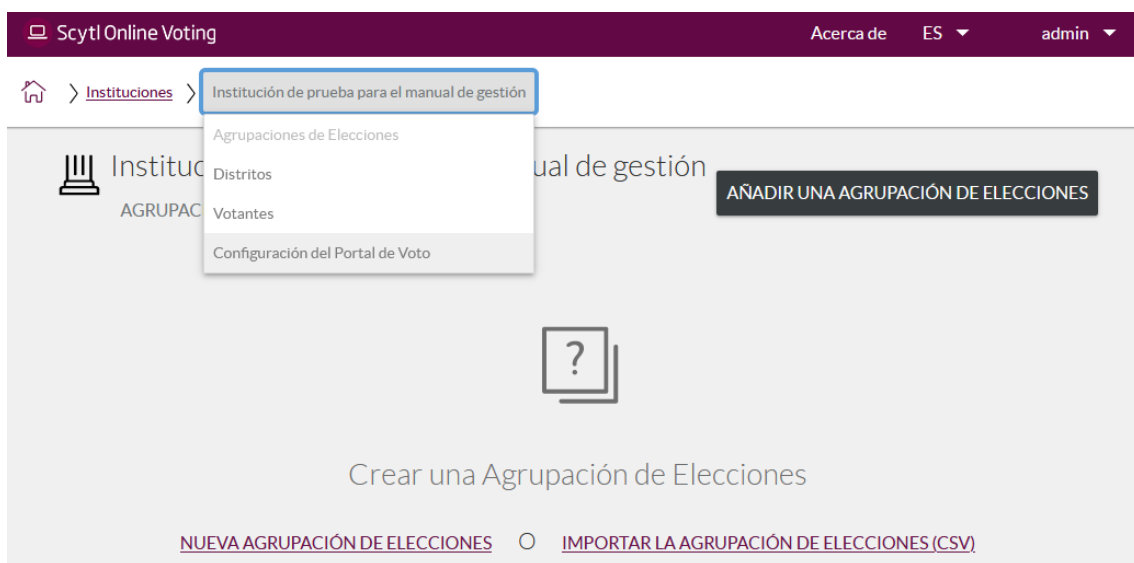 Scytl Online Voting Acerca de ES admin
Instituciones Institución de prueba para el manual de gestión
Agrupaciones de Elecciones
Instituc ual de gestión
Distritos
AÑADIR UNA AGRUPACIÓN DE ELECCIONES
AGRUPAC
Votantes
Configuración del Portal de Voto
?
Crear una Agrupación de Elecciones
NUEVA AGRUPACIÓN DE ELECCIONES O IMPORTAR LA AGRUPACIÓN DE ELECCIONES (CSV)